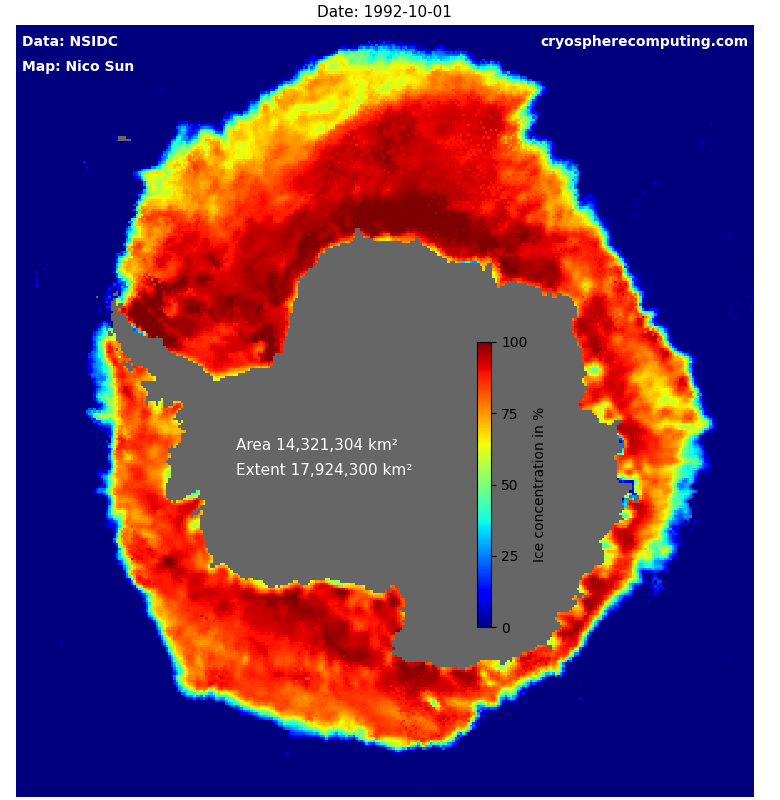 Date: 1992-10-01
Data: NSIDC
cryospherecomputing.com
Map: Nico Sun
100
75
50
25
0
Ice concentration in %
Area 14,321,304 km²
Extent 17,924,300 km²